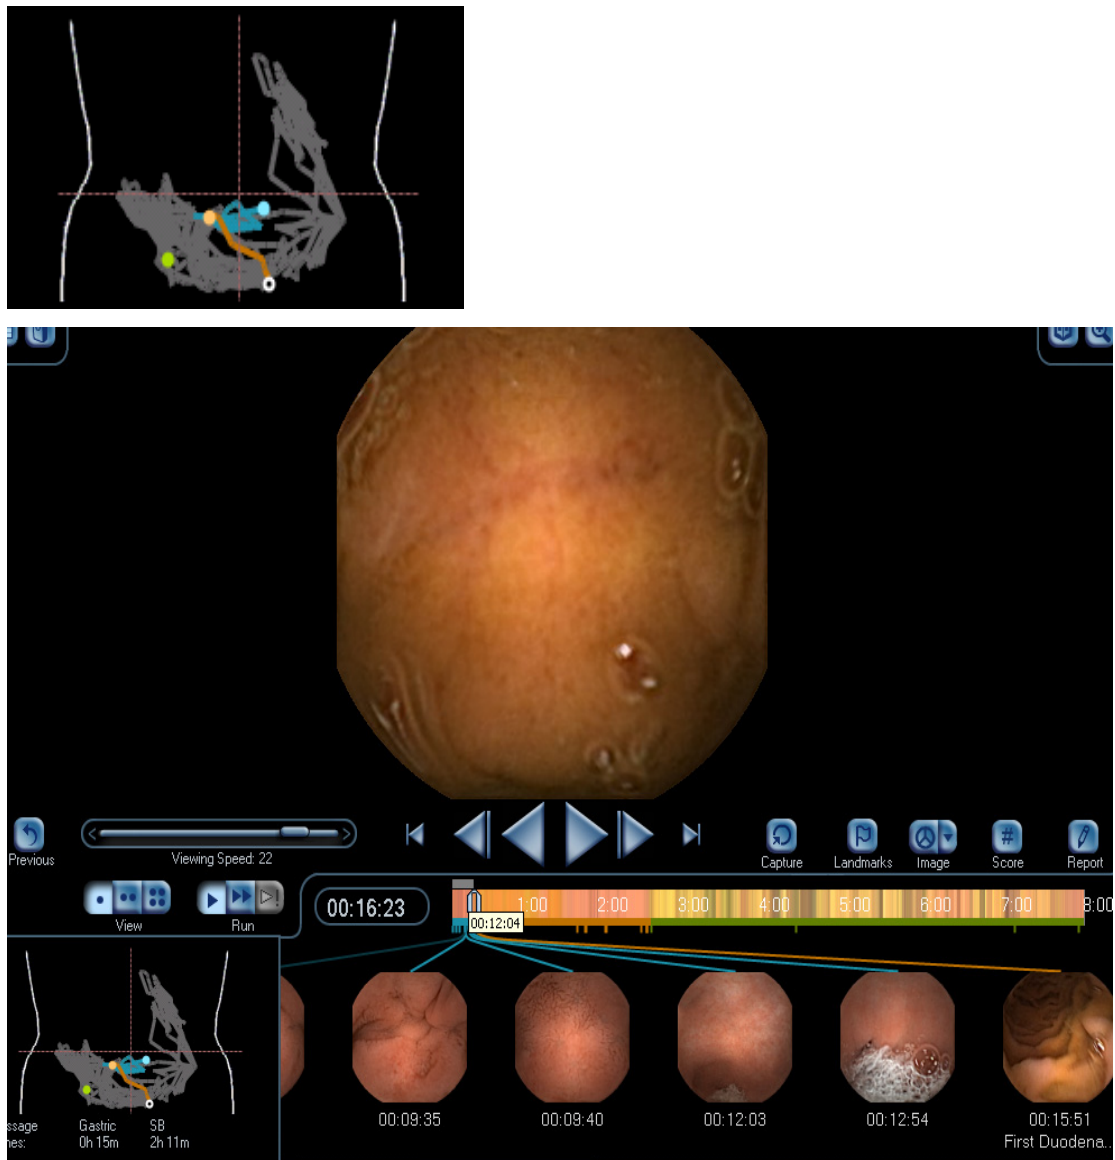 Previous
Viewing Speed: 22
Capture
Landmarks
Image
Score
Report
View
Run
00:16:23
1:00
2:00
3:00
4:00
5:00
6:00
7:00
8:00
00:12:04
00:09:35
00:09:40
00:12:03
00:12:54
00:15:51
First Duodena..
ssage Gastric SB
nes: 0h 15m 2h 11m